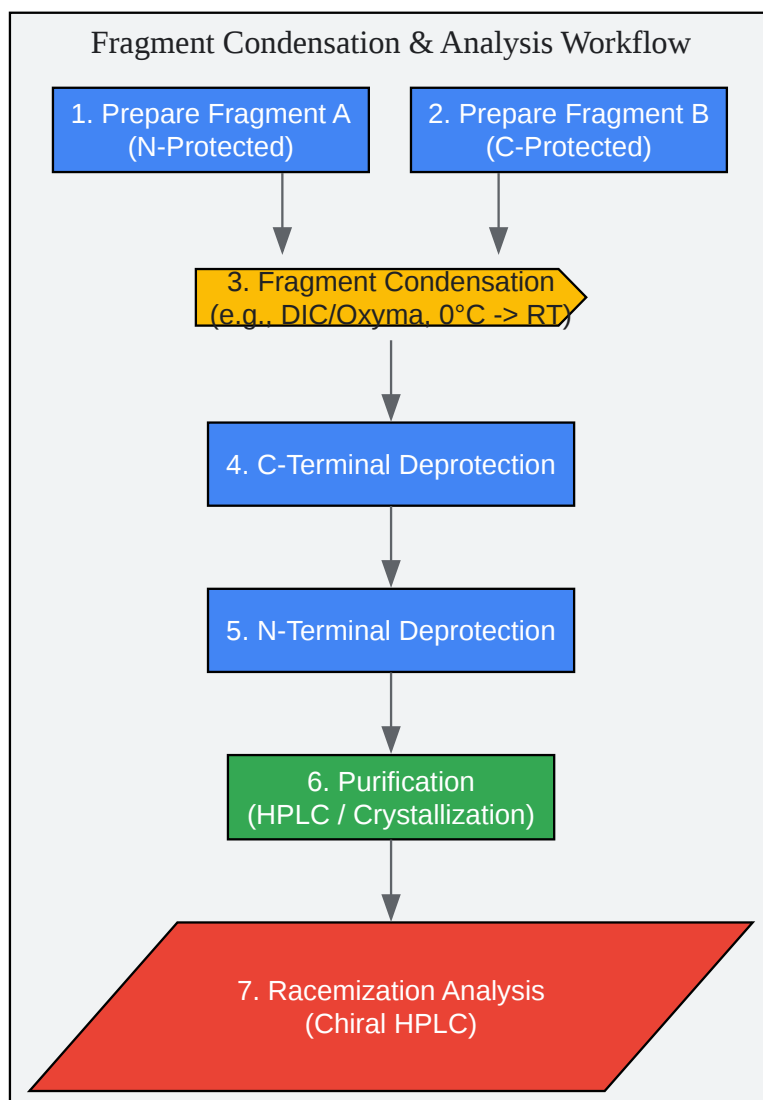 Fragment Condensation & Analysis Workflow
1. Prepare Fragment A
(N-Protected)
2. Prepare Fragment B
(C-Protected)
3. Fragment Condensation
(e.g., DIC/Oxyma, 0°C -> RT)
4. C-Terminal Deprotection
5. N-Terminal Deprotection
6. Purification
(HPLC / Crystallization)
7. Racemization Analysis
(Chiral HPLC)